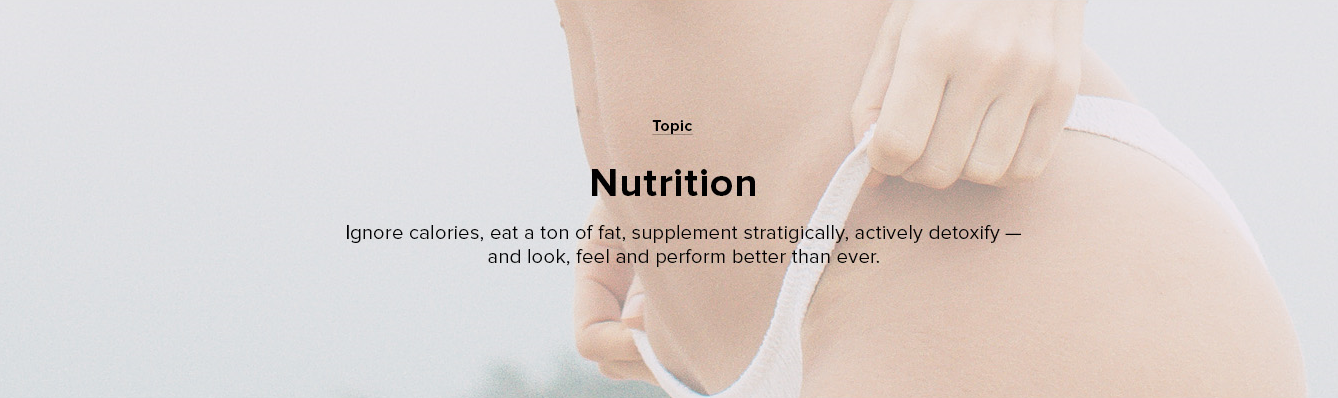 Topic
Nutrition
Ignore calories, eat a ton of fat, supplement stratigically, actively detoxify —
and look, feel and perform better than ever.